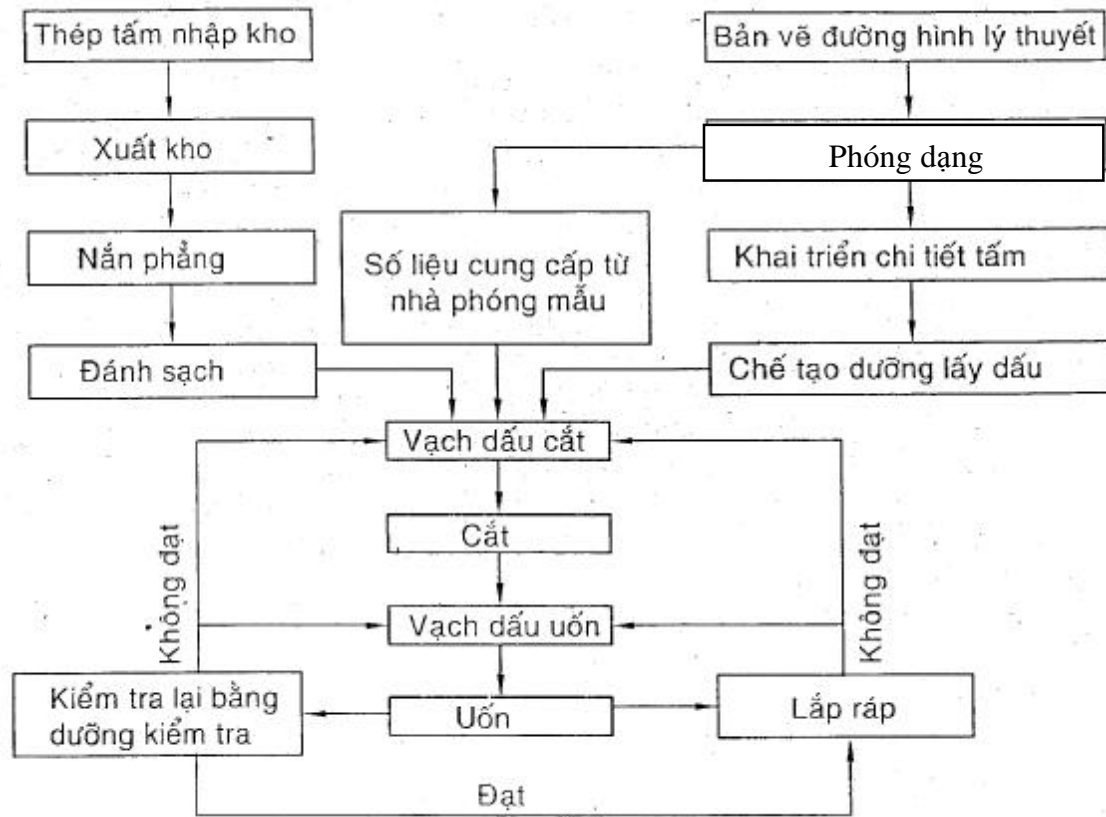 Thép tấm nhập kho
Bản vẽ đường hình lý thuyết
Xuất kho
Phóng dạng
Nắn phẳng
Số liệu cung cấp từ
nhà phóng mẫu
Khai triển chi tiết tấm
Đánh sạch
Chế tạo dưỡng lấy dấu
Vạch dấu cắt
Cắt
Không đạt
Không đạt
Vạch dấu uốn
Kiểm tra lại bằng
dưỡng kiểm tra
Uốn
Lắp ráp
Đạt